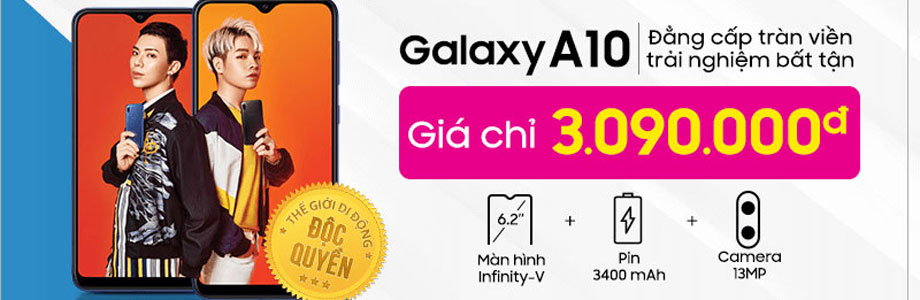 Galaxy A10
Đẳng cấp tràn viền
trải nghiệm bất tận
Giá chỉ 3.090.000đ
6.2"
+
+
Màn hình
Infinity-V
Pin
3400 mAh
Camera
13MP
THẾ GIỚI DI ĐỘNG
ĐỘC
QUYỀN